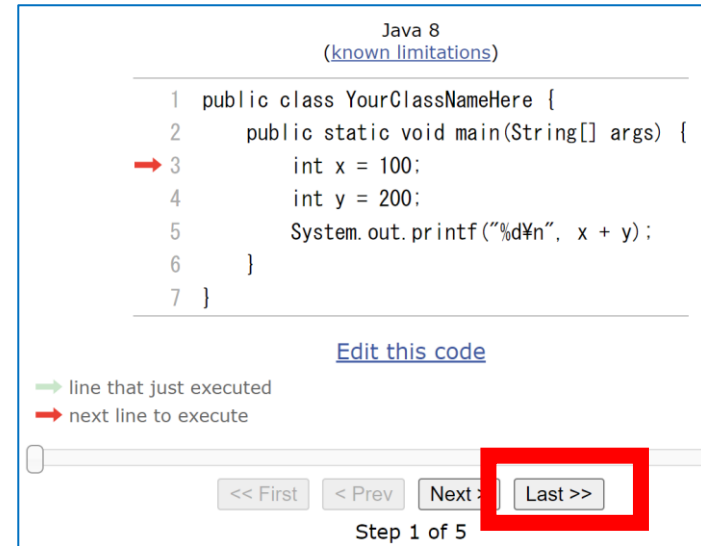 Java 8
(known limitations)
1 public class YourClassNameHere {
2 public static void main(String[] args) {
3 int x = 100;
4 int y = 200;
5 System.out.printf("%d¥n", x + y);
6 }
7 }
Edit this code
line that just executed
next line to execute
<< First < Prev Next > Last >>
Step 1 of 5